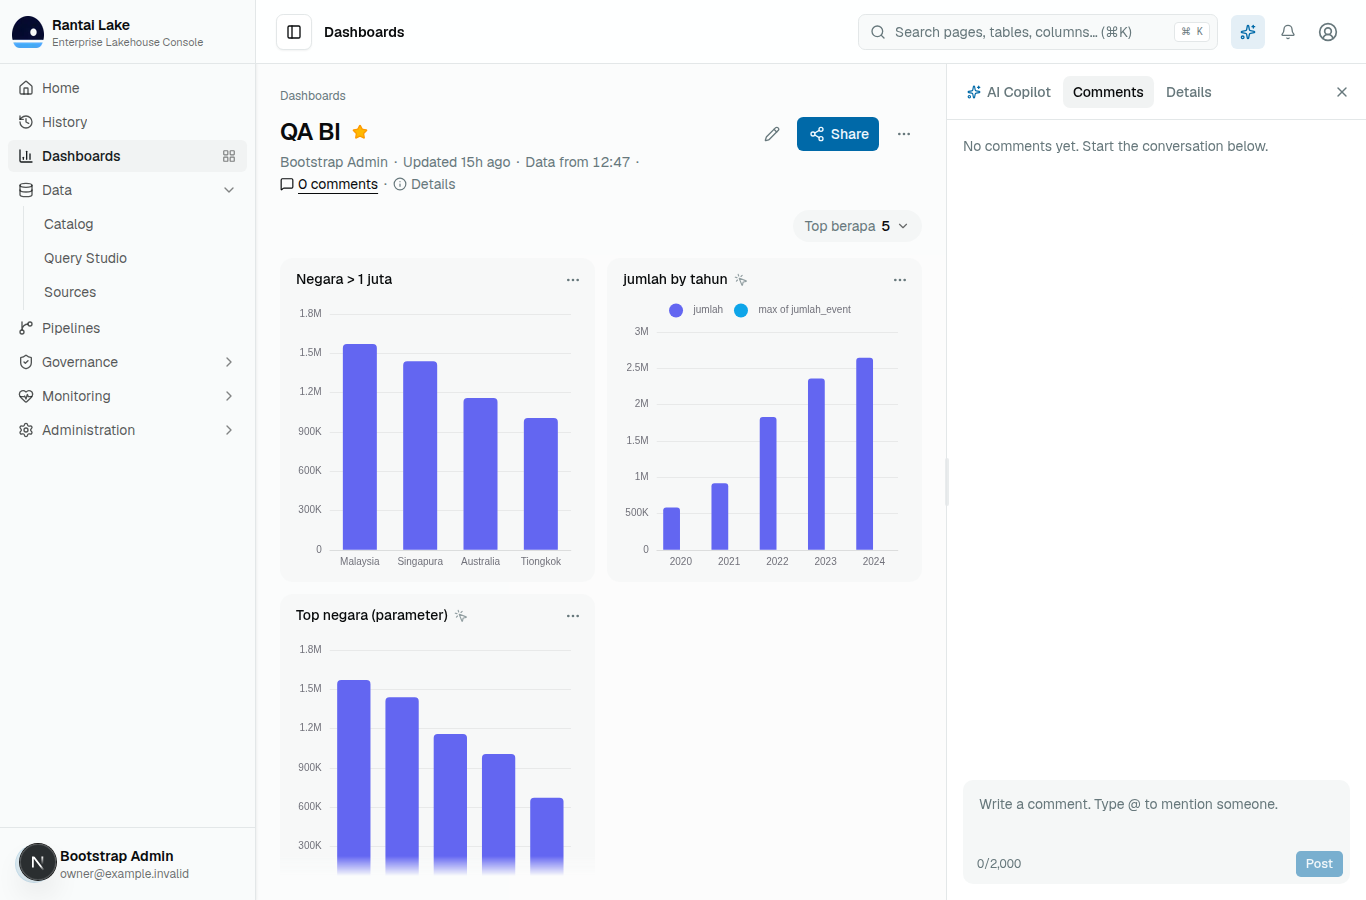 Rantai Lake
Enterprise Lakehouse Console
Home
History
Dashboards
Data
Catalog
Query Studio
Sources
Pipelines
Governance
Monitoring
Administration
N
Bootstrap Admin
owner@example.invalid
Dashboards
Search pages, tables, columns... (⌘K)
⌘ K
Dashboards
QA BI
Share
Bootstrap Admin · Updated 15h ago · Data from 12:47 ·
0 comments · Details
Top berapa 5
Negara > 1 juta
1.8M
1.5M
1.2M
900K
600K
300K
0
Malaysia Singapura Australia Tiongkok
jumlah by tahun
jumlah max of jumlah_event
3M
2.5M
2M
1.5M
1M
500K
0
2020 2021 2022 2023 2024
Top negara (parameter)
1.8M
1.5M
1.2M
900K
600K
300K
AI Copilot
Comments
Details
No comments yet. Start the conversation below.
Write a comment. Type @ to mention someone.
0/2,000
Post